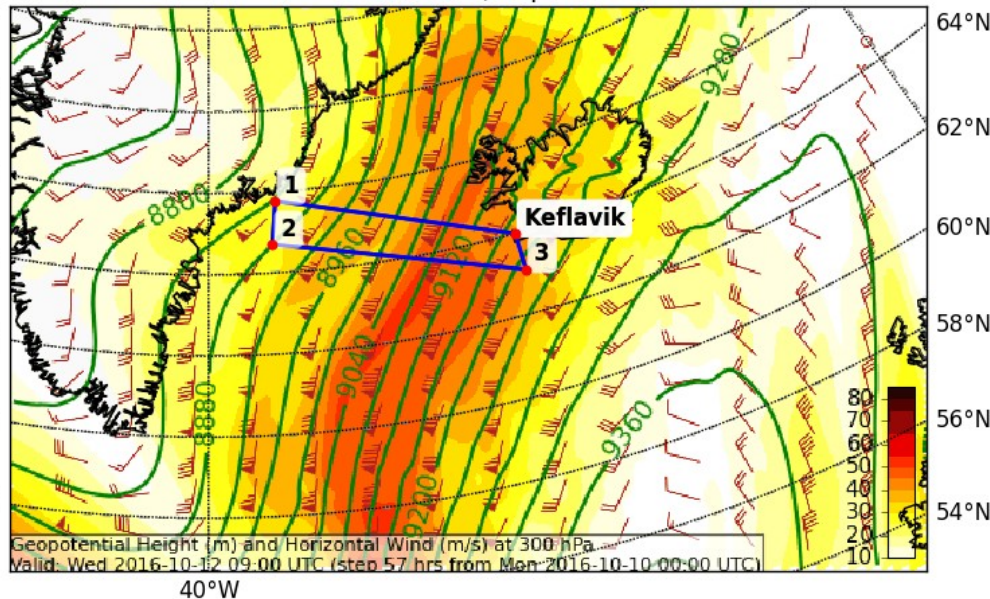 64°N
9280
62°N
1
8800
Keflavik
2
60°N
8960
9120
3
58°N
9040
8880
9360
80
70
60
50
40
30
20
10
56°N
9200
54°N
Geopotential Height (m) and Horizontal Wind (m/s) at 300 hPa
Valid: Wed 2016-10-12 09:00 UTC (step 57 hrs from Mon 2016-10-10 00:00 UTC)
40°W